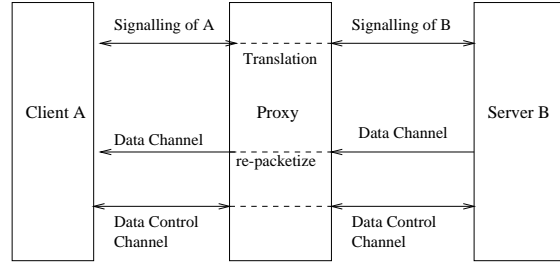 Signalling of A
Signalling of B
Translation
Client A
Proxy
Server B
Data Channel
Data Channel
re-packetize
Data Control
Channel
Data Control
Channel